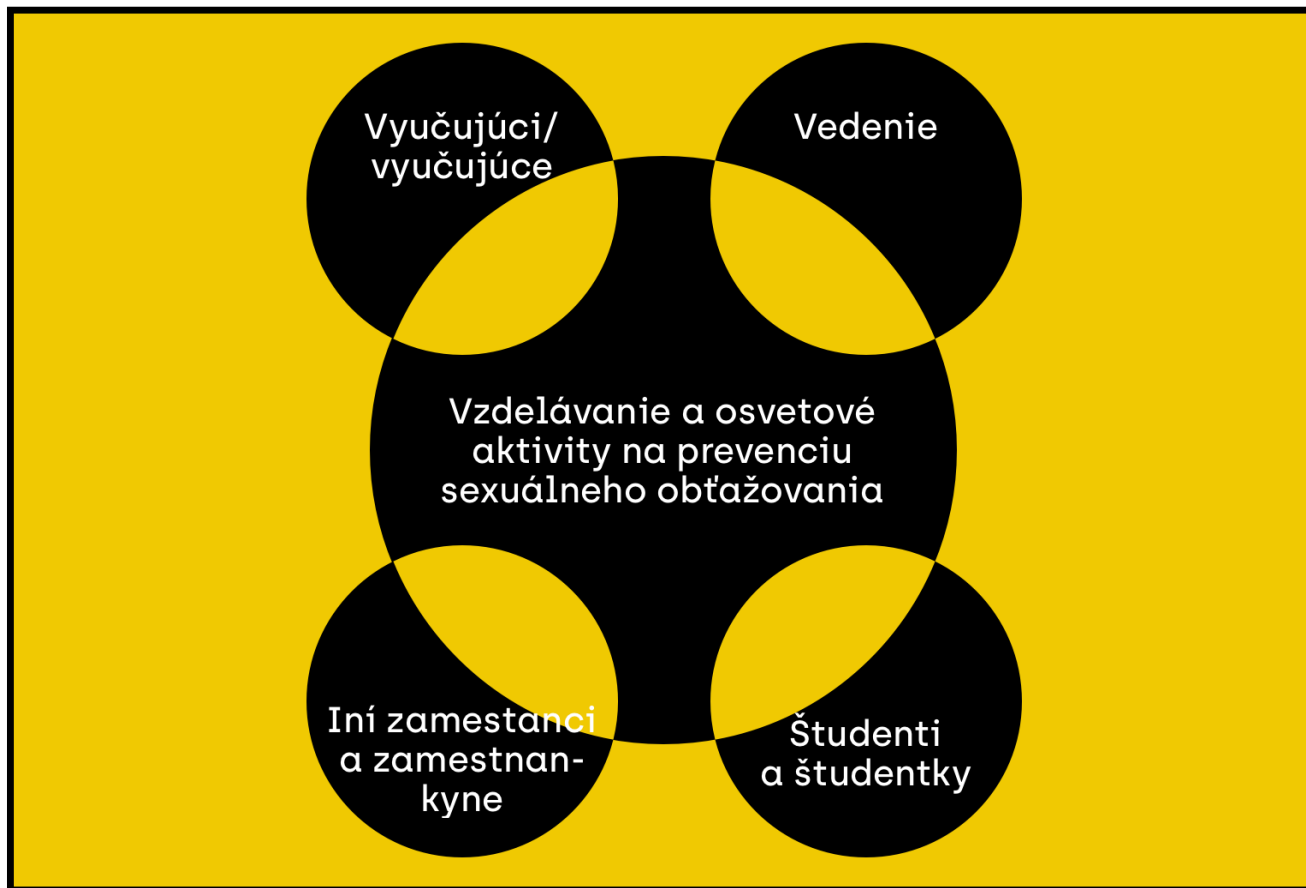 Vyučujúci/
vyučujúce
Vedenie
Vzdelávanie a osvetové
aktivity na prevenciu
sexuálneho obťažovania
Iní zamestanci
a zamestnan-
kyne
Študenti
a študentky